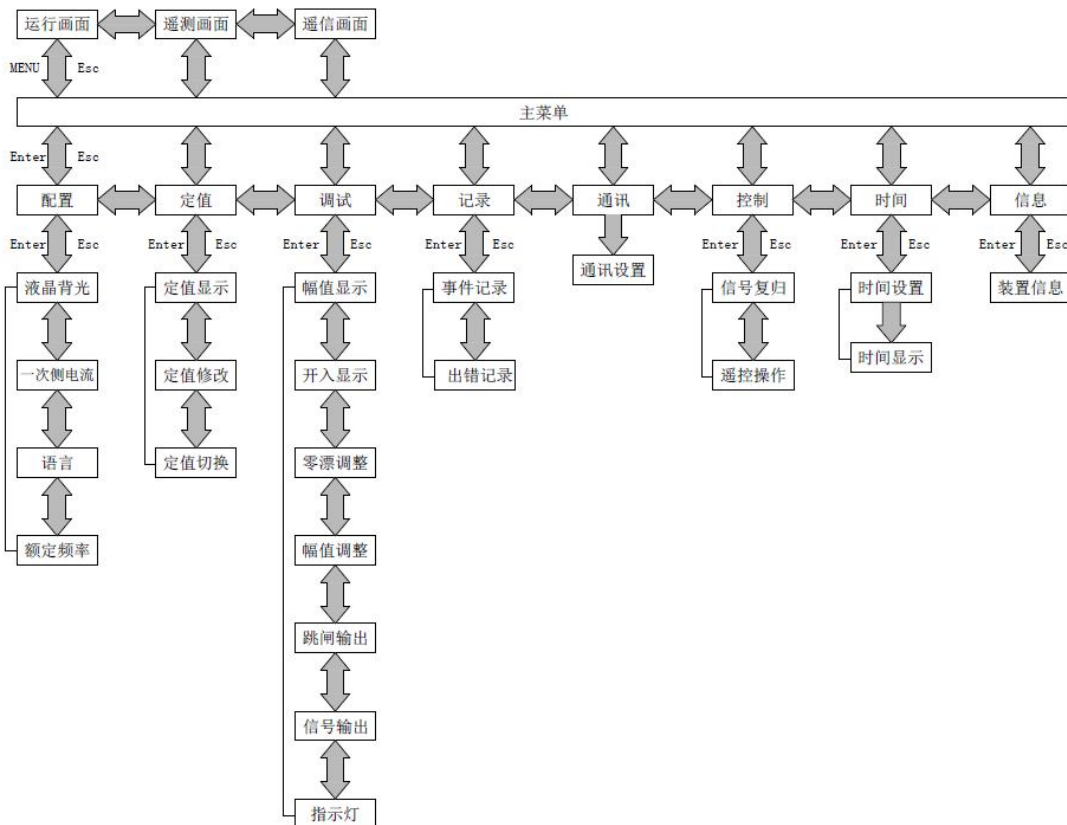 运行画面
遥测画面
遥信画面
MENU
Esc
主菜单
Enter
Esc
配置
定值
调试
记录
通讯
控制
时间
信息
Enter
Esc
Enter
Esc
Enter
Esc
Enter
Esc
Enter
Esc
Enter
Esc
Enter
Esc
液晶背光
定值显示
幅值显示
事件记录
通讯设置
信号复归
时间设置
装置信息
一次侧电流
定值修改
开入显示
出错记录
遥控操作
时间显示
语言
定值切换
零漂调整
额定频率
幅值调整
跳闸输出
信号输出
指示灯